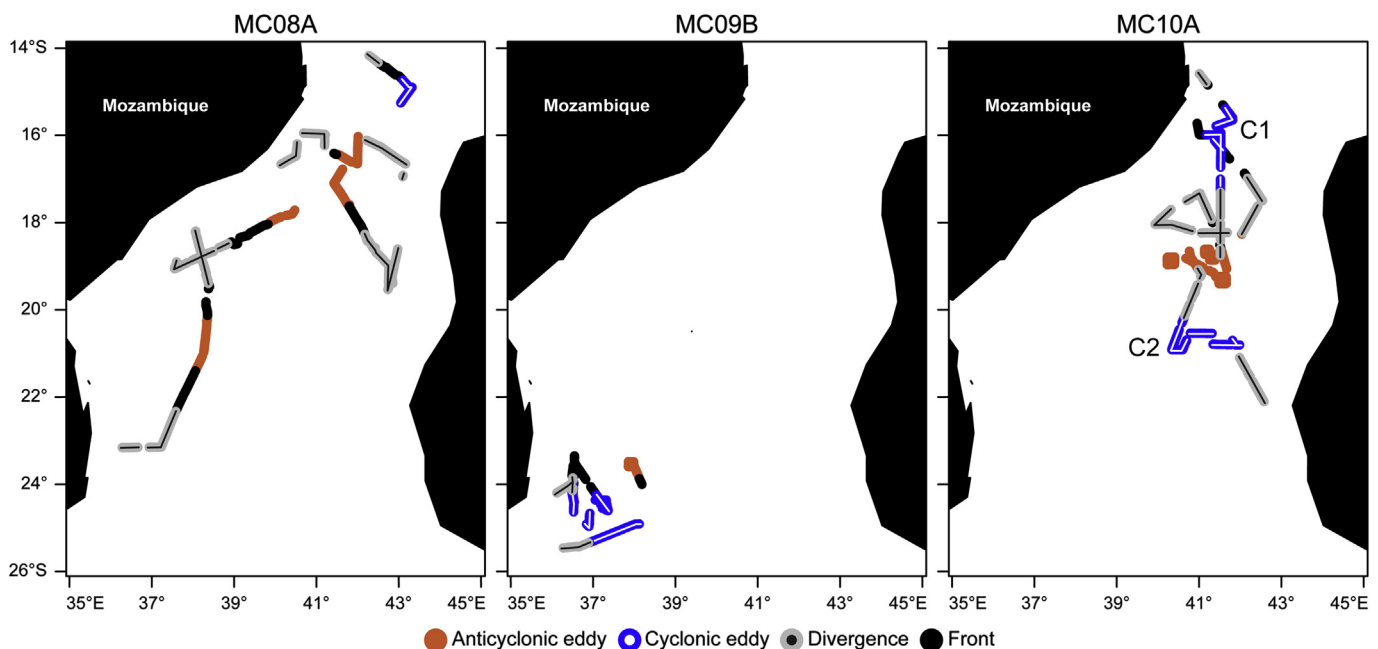 MC08A MC09B MC10A
14°S
Mozambique Mozambique Mozambique
16°
C1
18°
20°
C2
22°
24°
26°S
35°E 37° 39° 41° 43° 45°E 35°E 37° 39° 41° 43° 45°E 35°E 37° 39° 41° 43° 45°E
Anticyclonic eddy Cyclonic eddy Divergence Front